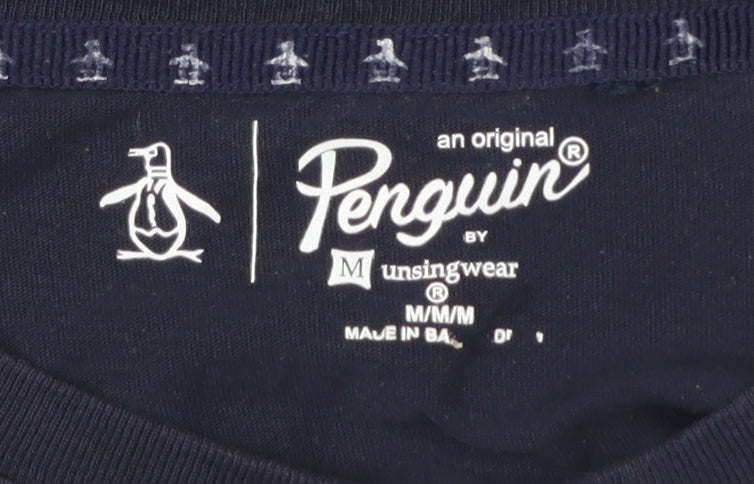 an original
Penguin®
BY
Munsingwear
®
M/M/M
MADE IN